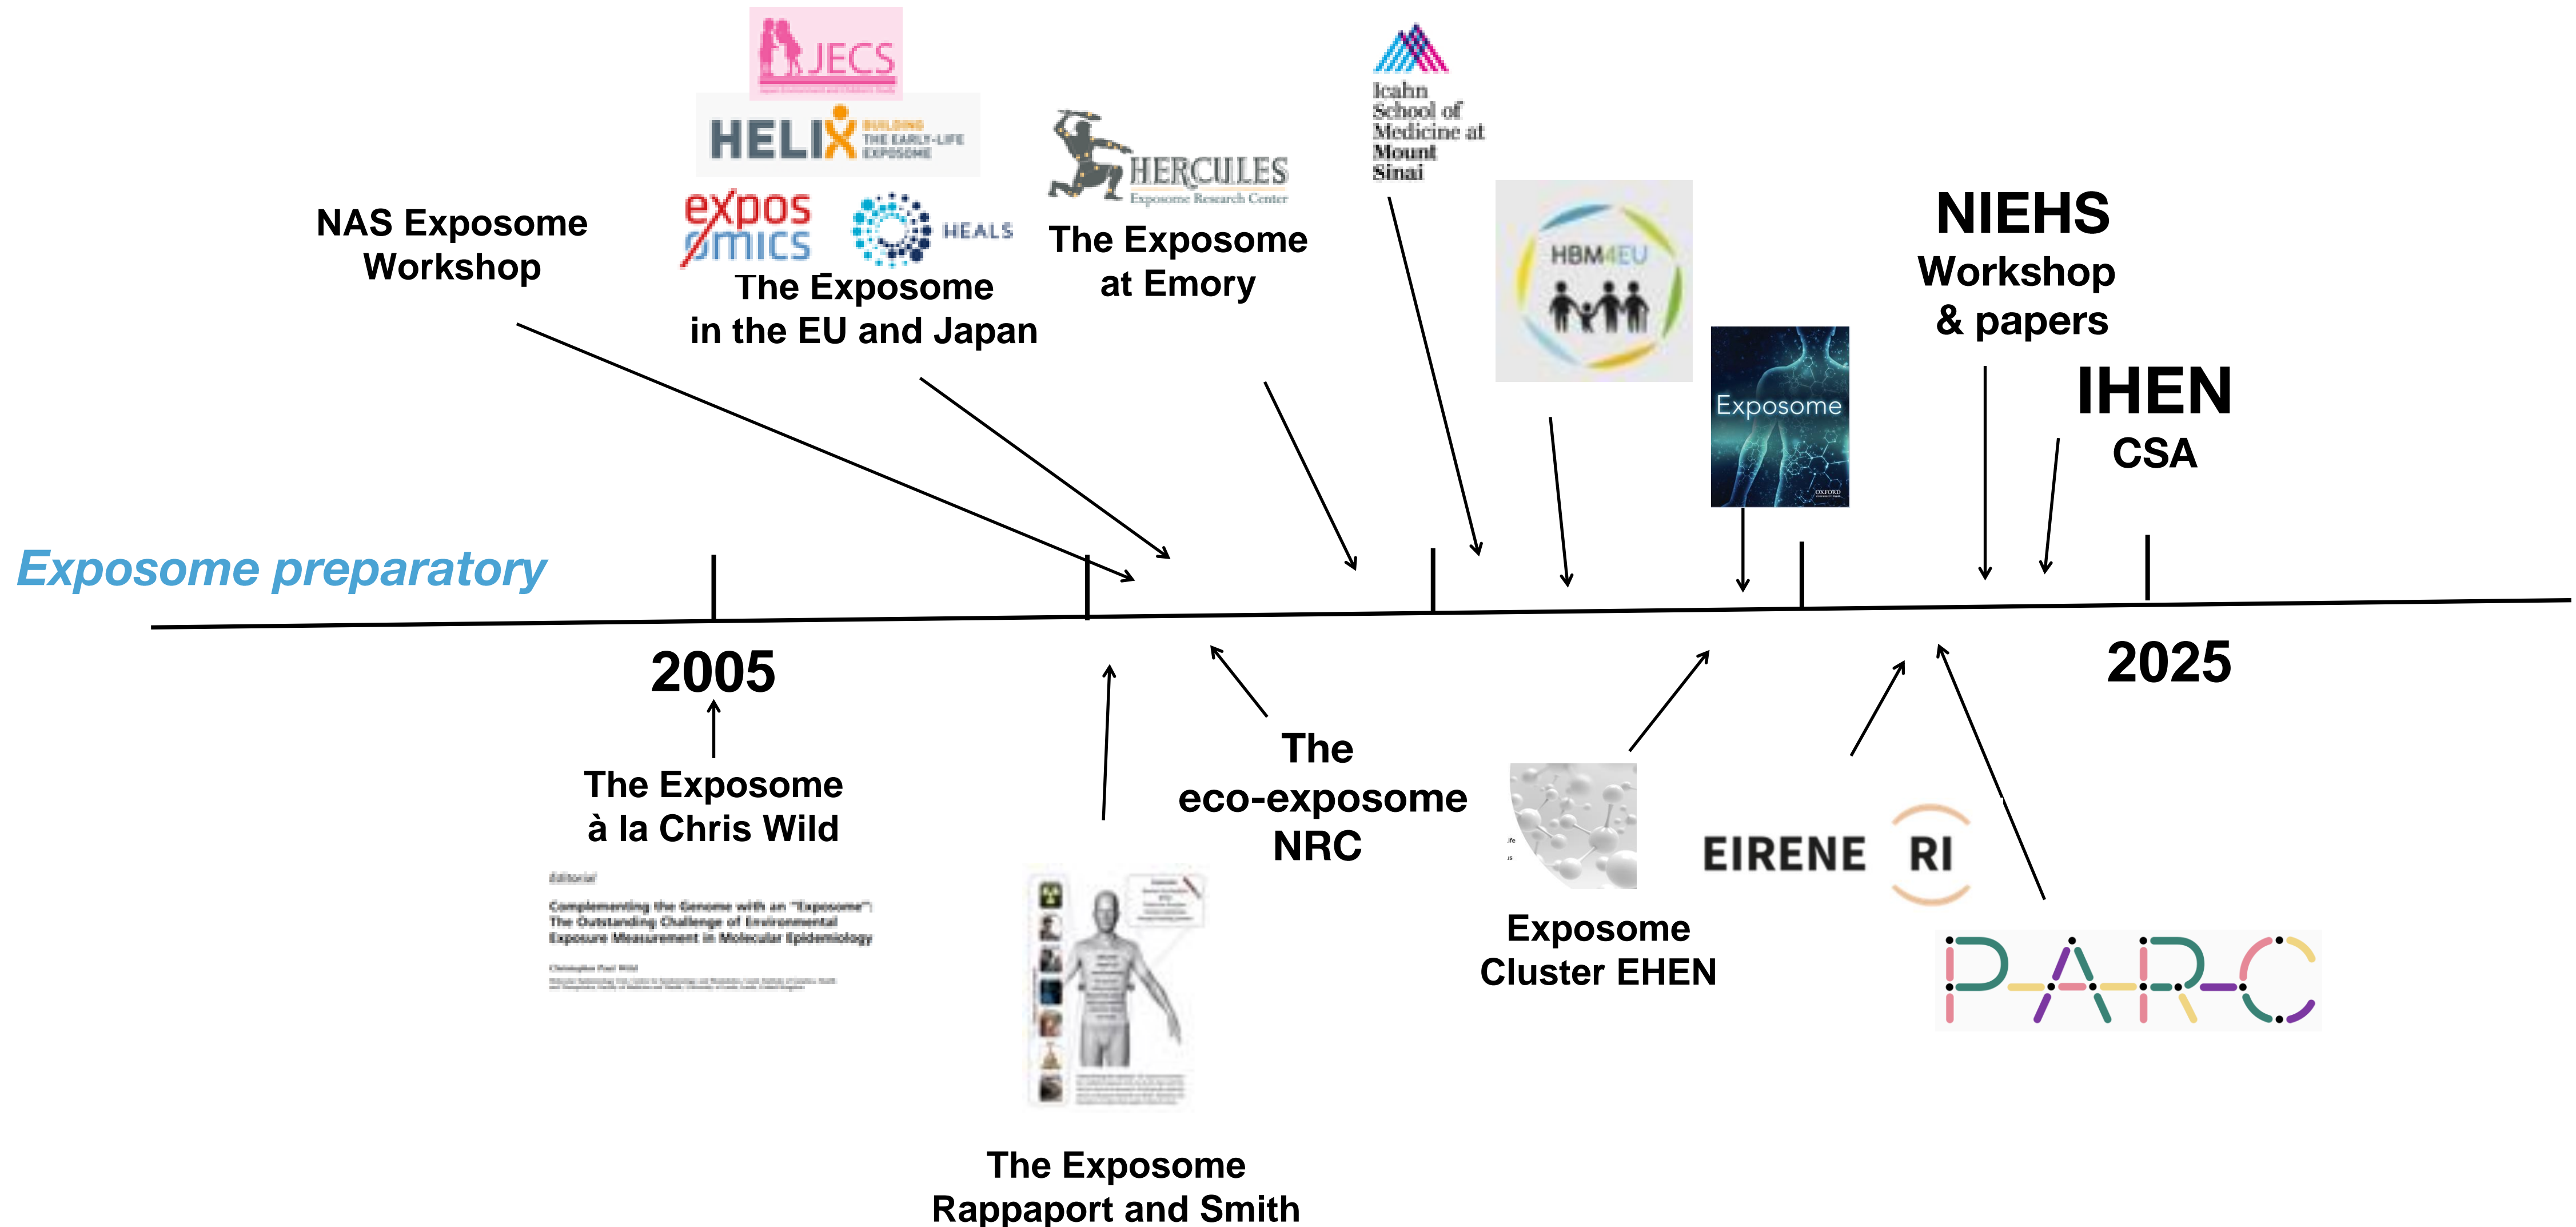 JECS
HELIX
BUILDING
THE EARLY-LIFE
EXPOSOME
expos
omics
HEALS
The Exposome
in the EU and Japan
NAS Exposome
Workshop
HERCULES
Exposome Research Center
The Exposome
at Emory
Icahn
School of
Medicine at
Mount
Sinai
HBM4EU
Exposome
OXFORD
NIEHS
Workshop
& papers
IHEN
CSA
Exposome preparatory
2005
2025
The Exposome
à la Chris Wild
Editorial
Complementing the Genome with an "Exposome":
The Outstanding Challenge of Environmental
Exposure Measurement in Molecular Epidemiology
Christopher Paul Wild
The Exposome
Rappaport and Smith
The
eco-exposome
NRC
Exposome
Cluster EHEN
EIRENE RI
PARC